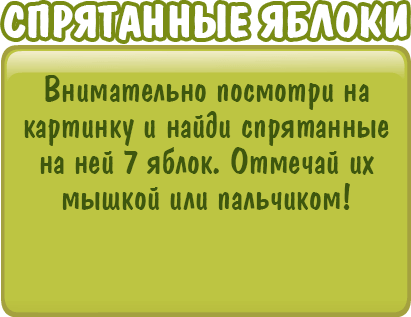 СПРЯТАННЫЕ ЯБЛОКИ
Внимательно посмотри на
картинку и найди спрятанные
на ней 7 яблок. Отмечай их
мышкой или пальчиком!